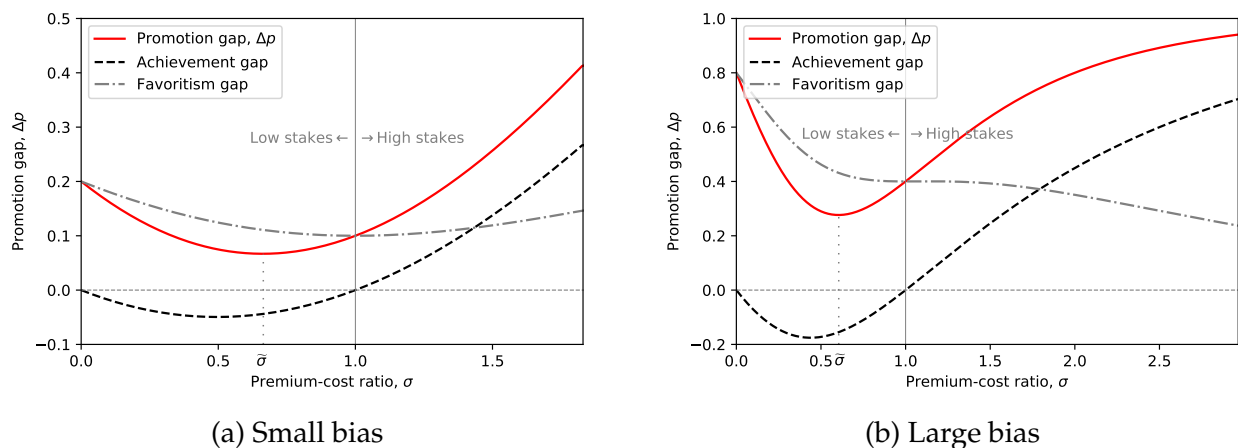 0.5
0.4
0.3
0.2
0.1
0.0
−0.1
Promotion gap, Δp
Promotion gap, Δp
Achievement gap
Favoritism gap
Low stakes ← → High stakes
0.0 0.5 σ̃ 1.0 1.5
Premium-cost ratio, σ
(a) Small bias
1.0
0.8
0.6
0.4
0.2
0.0
−0.2
Promotion gap, Δp
Promotion gap, Δp
Achievement gap
Favoritism gap
Low stakes ← → High stakes
0.0 0.5 σ̃ 1.0 1.5 2.0 2.5
Premium-cost ratio, σ
(b) Large bias